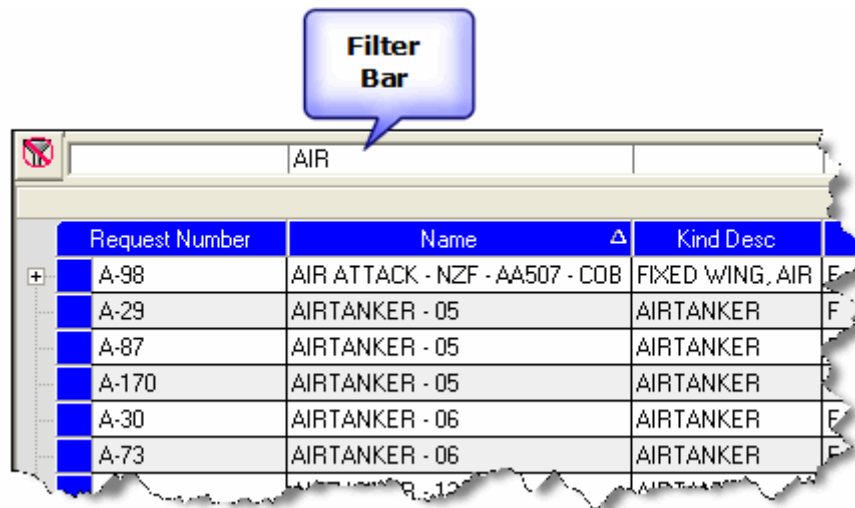 Filter
Bar
AIR
Request Number Name Kind Desc
A-98 AIR ATTACK - NZF - AA507 - COB FIXED WING, AIR
A-29 AIRTANKER - 05 AIRTANKER F
A-87 AIRTANKER - 05 AIRTANKER
A-170 AIRTANKER - 05 AIRTANKER
A-30 AIRTANKER - 06 AIRTANKER
A-73 AIRTANKER - 06 AIRTANKER